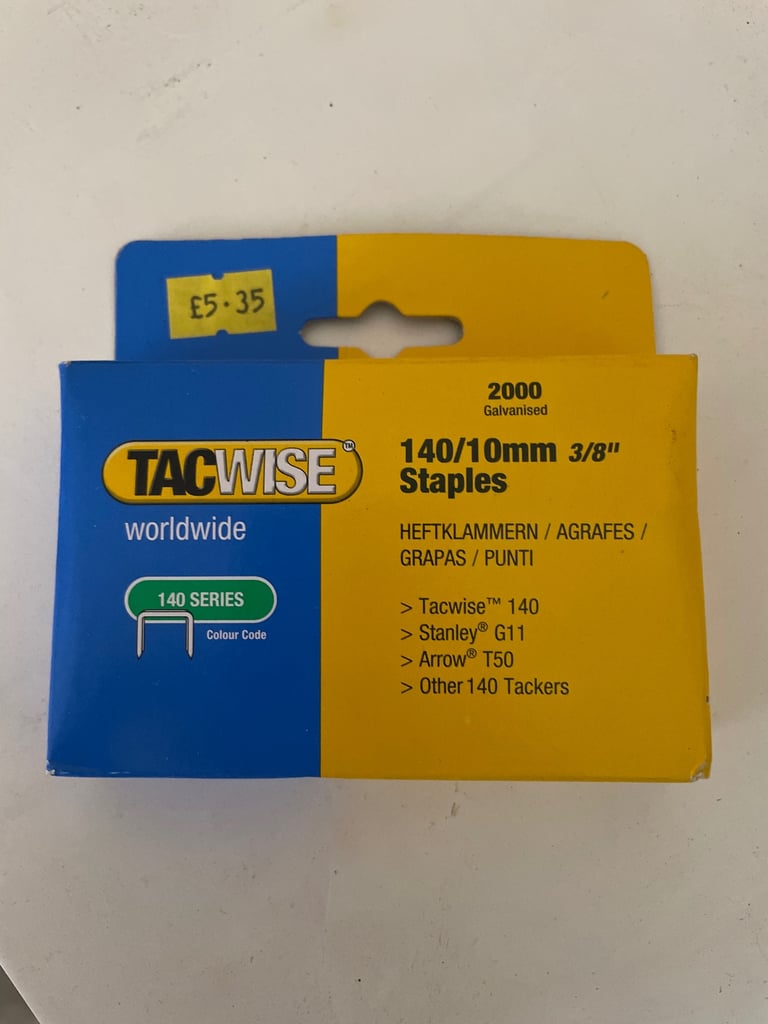 £5.35
2000
Galvanised
TACWISE™
worldwide
140 SERIES
Colour Code
140/10mm 3/8"
Staples
HEFTKLAMMERN / AGRAFES /
GRAPAS / PUNTI
> Tacwise™ 140
> Stanley® G11
> Arrow® T50
> Other 140 Tackers